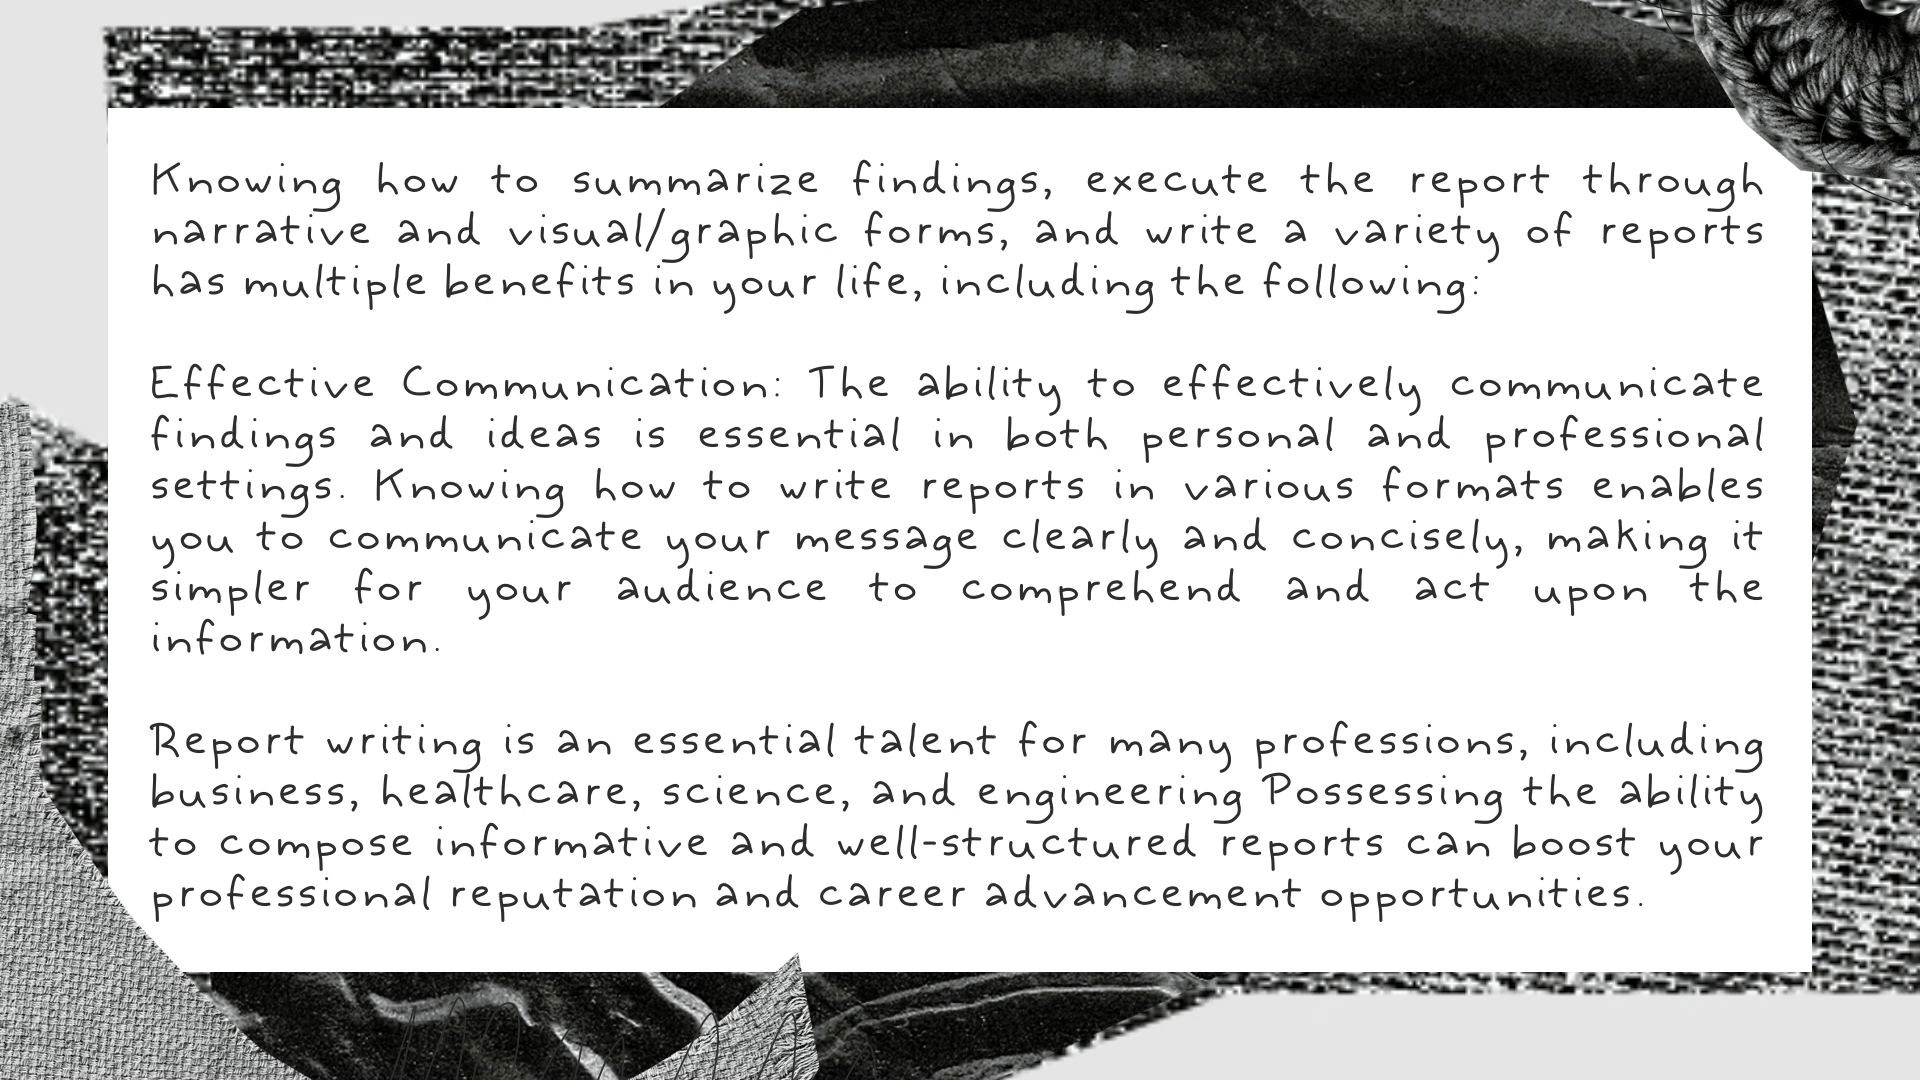 Knowing how to summarize findings, execute the report through
narrative and visual/graphic forms, and write a variety of reports
has multiple benefits in your life, including the following:
Effective Communication: The ability to effectively communicate
findings and ideas is essential in both personal and professional
settings. Knowing how to write reports in various formats enables
you to communicate your message clearly and concisely, making it
simpler for your audience to comprehend and act upon the
information.
Report writing is an essential talent for many professions, including
business, healthcare, science, and engineering Possessing the ability
to compose informative and well-structured reports can boost your
professional reputation and career advancement opportunities.